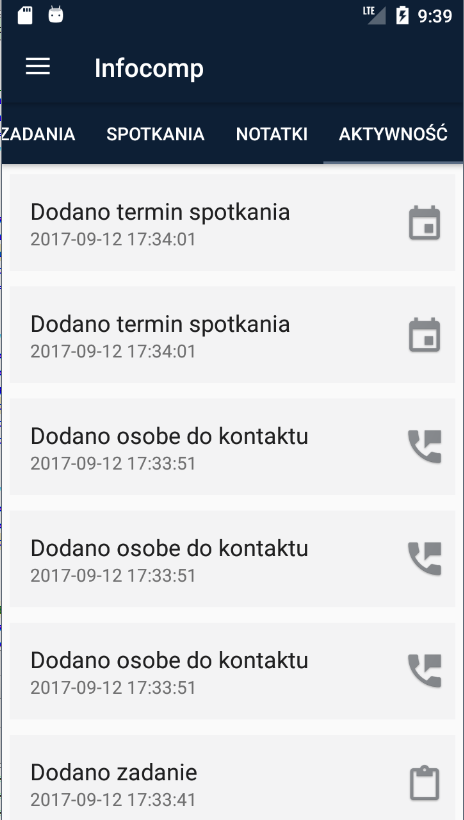 LTE 9:39
Infocomp
ZADANIA SPOTKANIA NOTATKI AKTYWNOŚĆ
Dodano termin spotkania
2017-09-12 17:34:01
Dodano termin spotkania
2017-09-12 17:34:01
Dodano osobe do kontaktu
2017-09-12 17:33:51
Dodano osobe do kontaktu
2017-09-12 17:33:51
Dodano osobe do kontaktu
2017-09-12 17:33:51
Dodano zadanie
2017-09-12 17:33:41